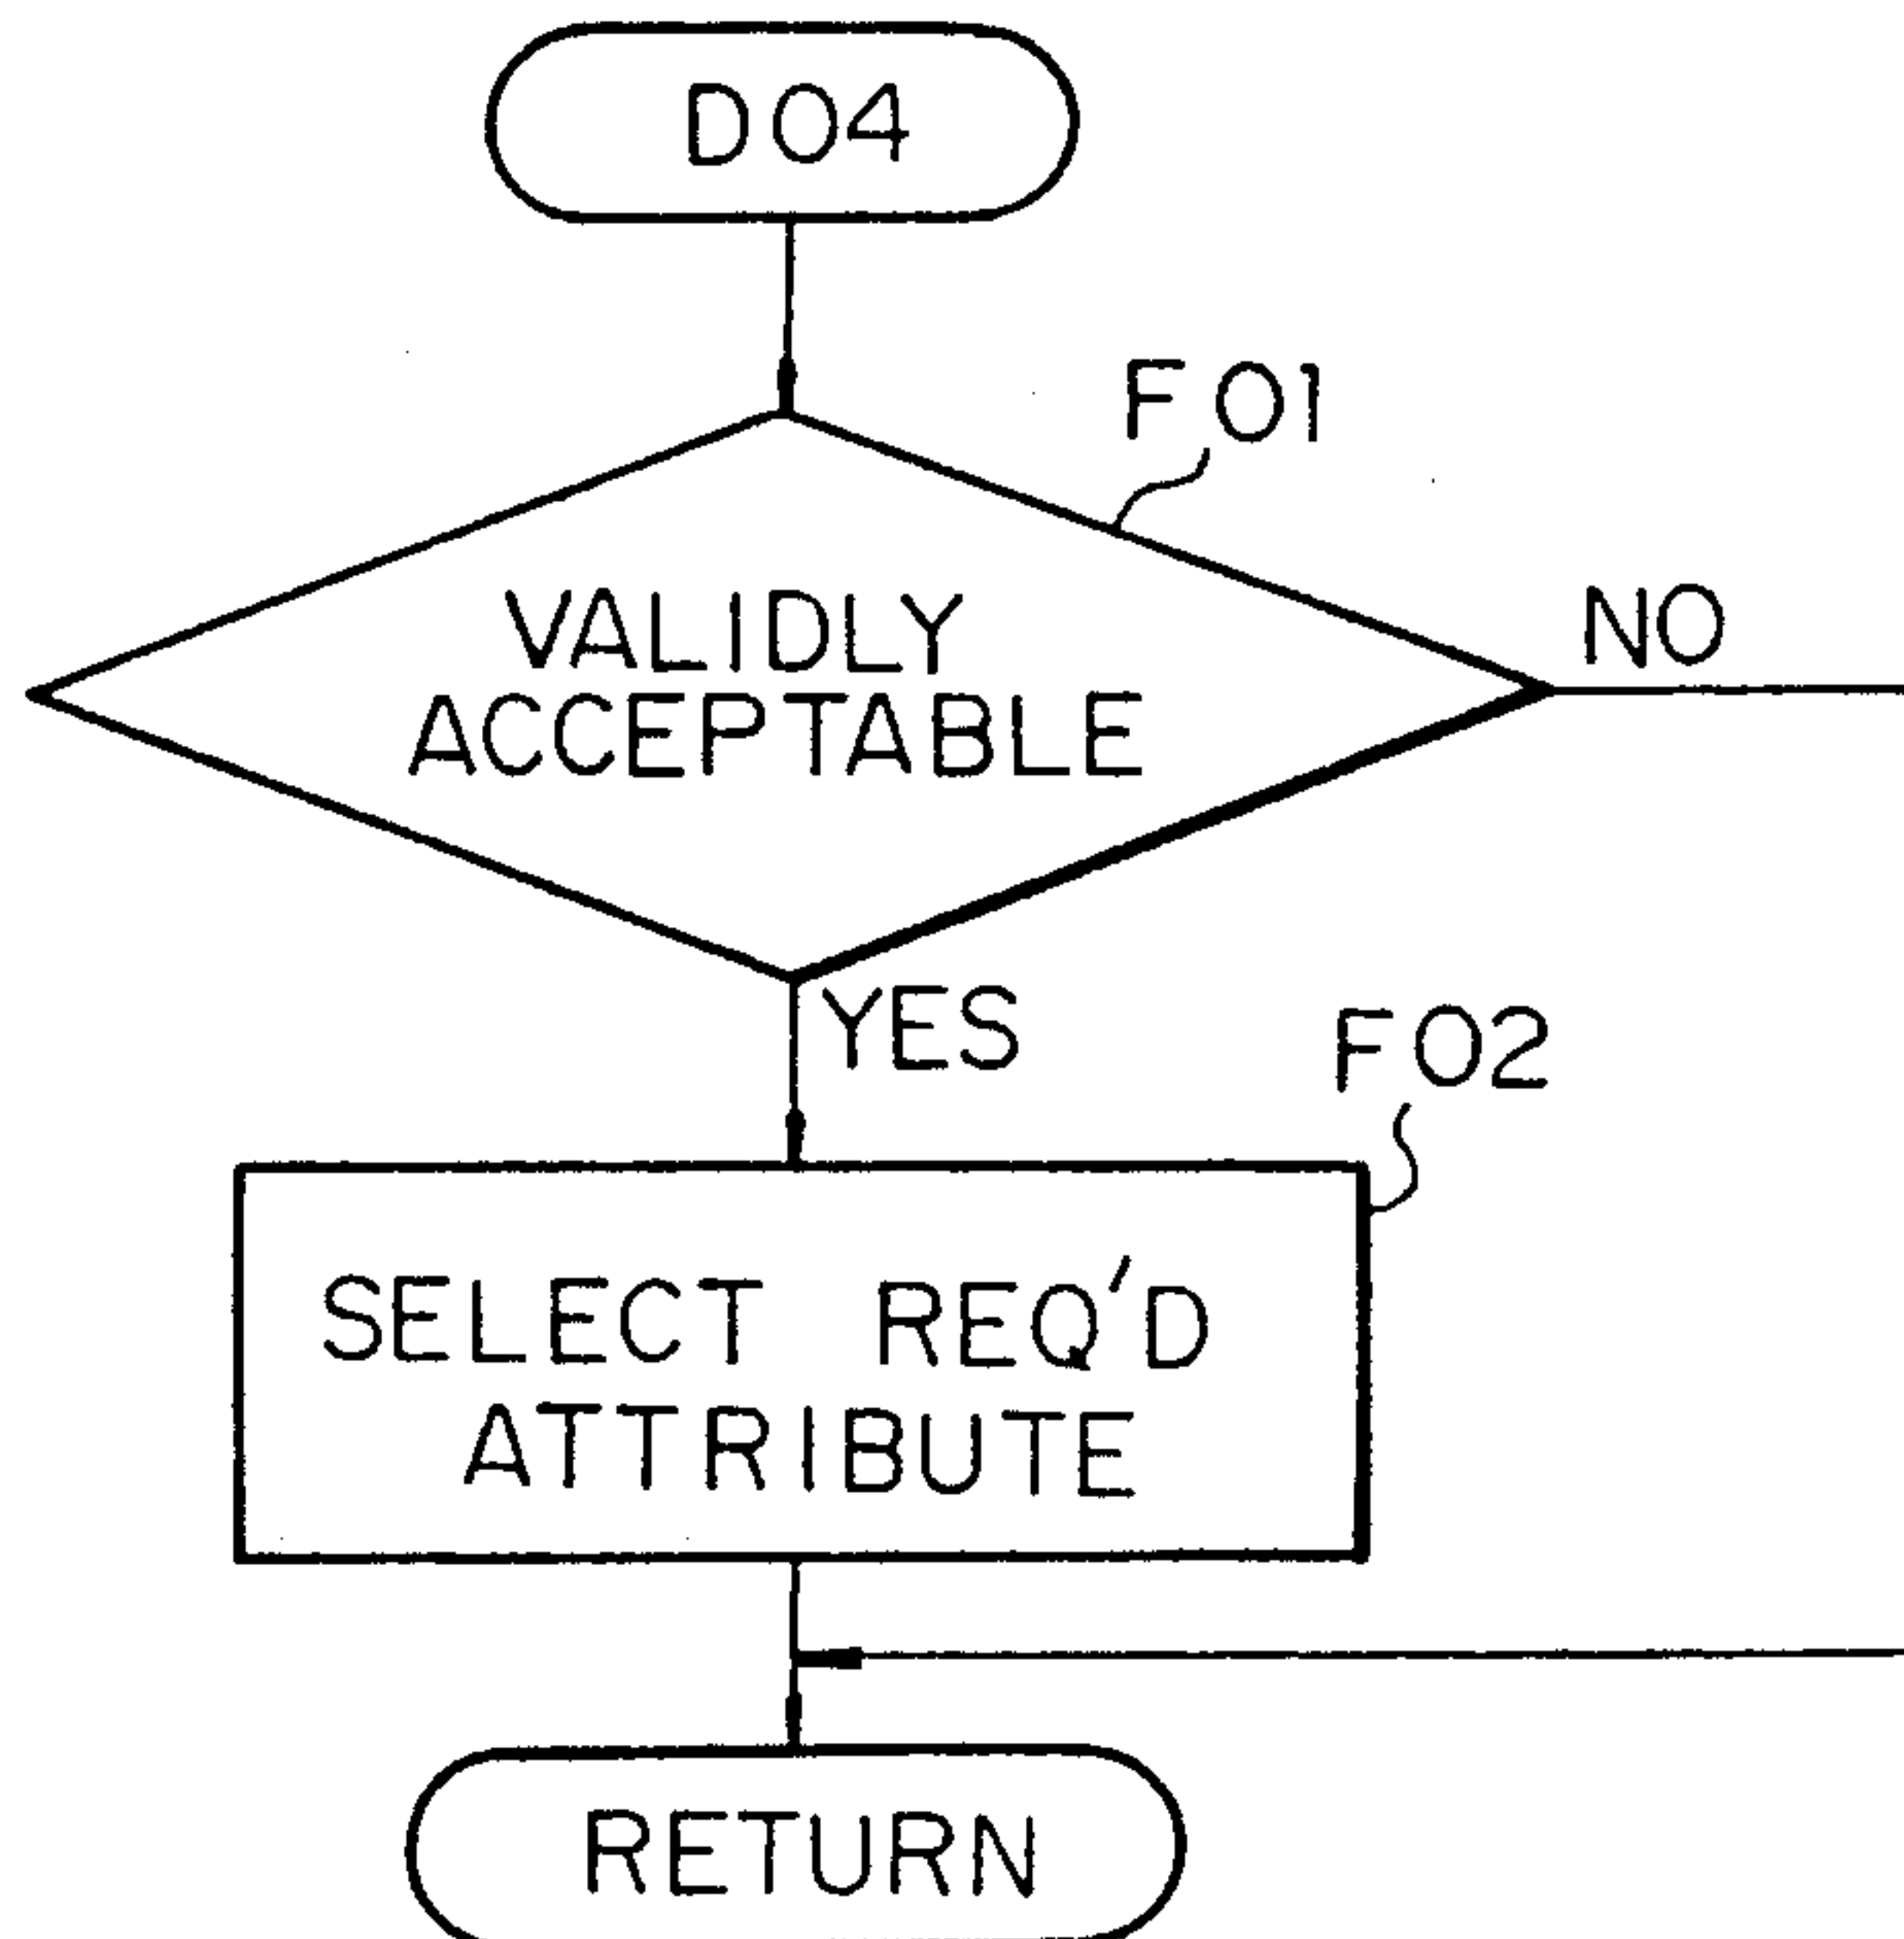 D04
F01
VALIDLY
ACCEPTABLE
NO
YES
F02
SELECT REQ'D
ATTRIBUTE
RETURN